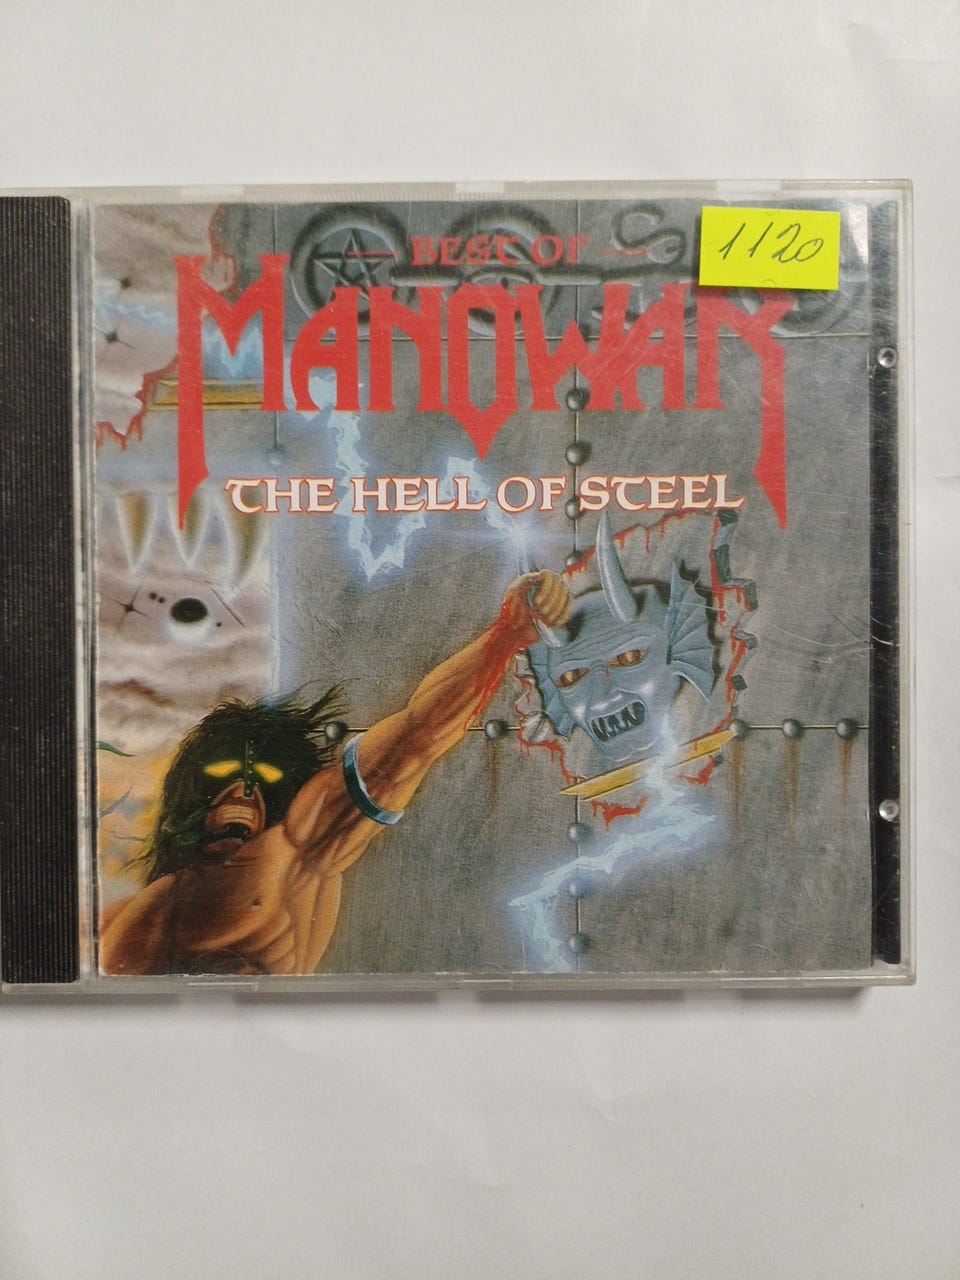 BEST OF
1120
MANOWAR
THE HELL OF STEEL